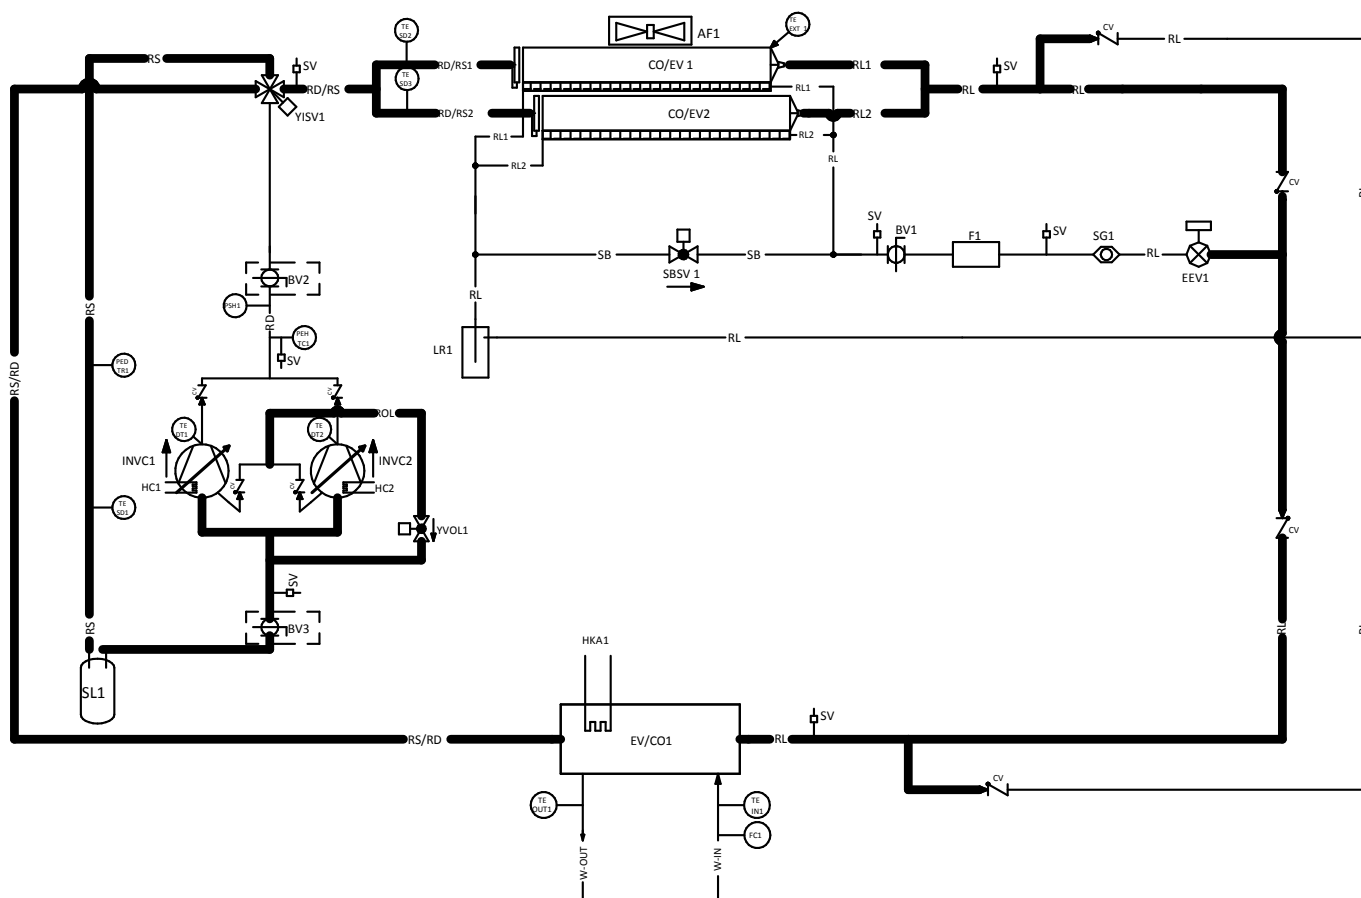 TE
SD2
AF1
TE
EXT_1
CV
RL
RS
SV
RD/RS1
CO/EV 1
RL1
SV
TE
SD3
RD/RS
RL1
RL
RL
YISV1
RD/RS2
CO/EV2
RL2
RL1
RL2
RL2
RL
CV
SV
BV1
F1
SV
SG1
RL
EEV1
SB
SBSV 1
SB
BV2
RL
PSH1
RS
RD
PEH
TC1
SV
RL
LR1
PED
TR1
RS/RD
CV
CV
ROL
TE
DT1
TE
DT2
INVC1
INVC2
HC1
CV
CV
HC2
TE
SD1
YVOL1
CV
SV
RS
BV3
HKA1
RL
SL1
RS/RD
EV/CO1
RL
SV
CV
TE
OUT1
TE
IN1
FC1
W-OUT
W-IN